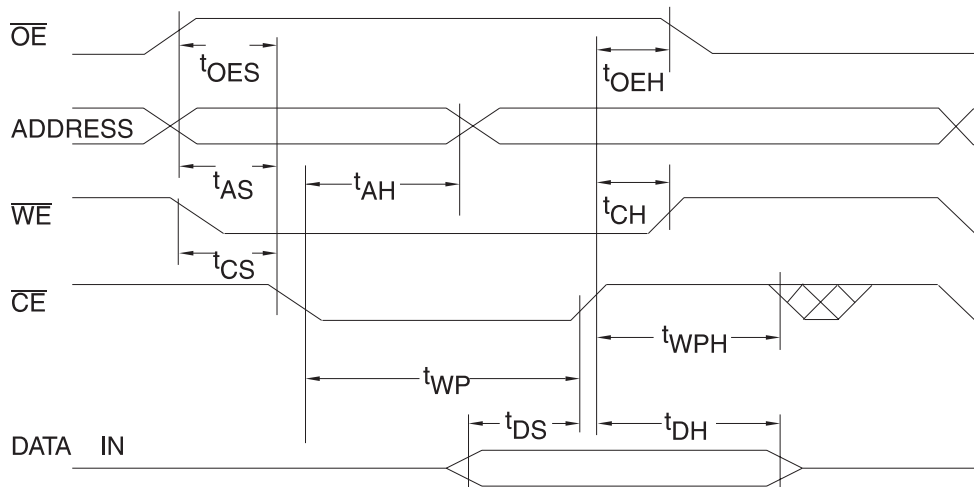 OE
tOES
tOEH
ADDRESS
tAS
tAH
tCH
WE
tCS
CE
tWPH
tWP
tDS
tDH
DATA IN